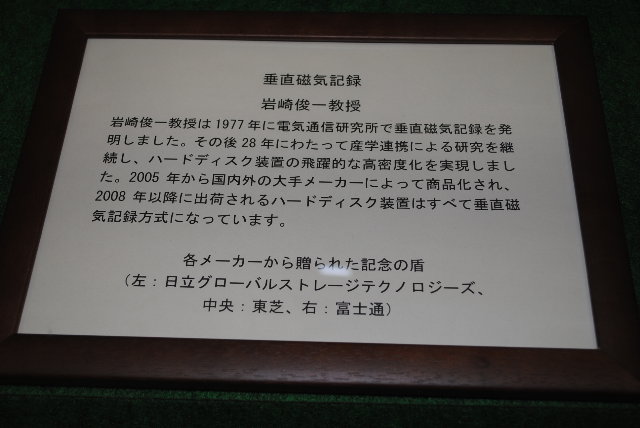 垂直磁気記録
岩崎俊一教授
岩崎俊一教授は1977年に電気通信研究所で垂直磁気記録を発
明しました。その後28年にわたって産学連携による研究を継
続し、ハードディスク装置の飛躍的な高密度化を実現しまし
た。2005年から国内外の大手メーカーによって商品化され、
2008年以降に出荷されるハードディスク装置はすべて垂直磁
気記録方式になっています。
各メーカーから贈られた記念の盾
（左：日立グローバルストレージテクノロジーズ、
中央：東芝、右：富士通）